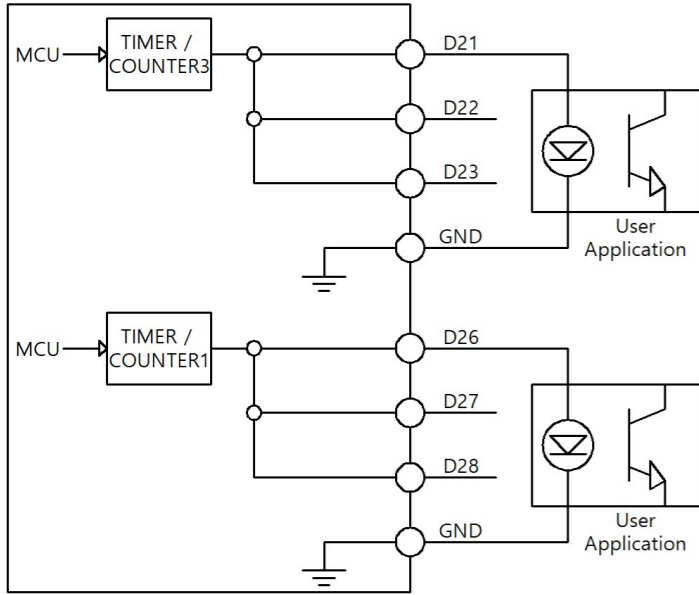 MCU
TIMER /
COUNTER3
D21
D22
D23
GND
User
Application
MCU
TIMER /
COUNTER1
D26
D27
D28
GND
User
Application